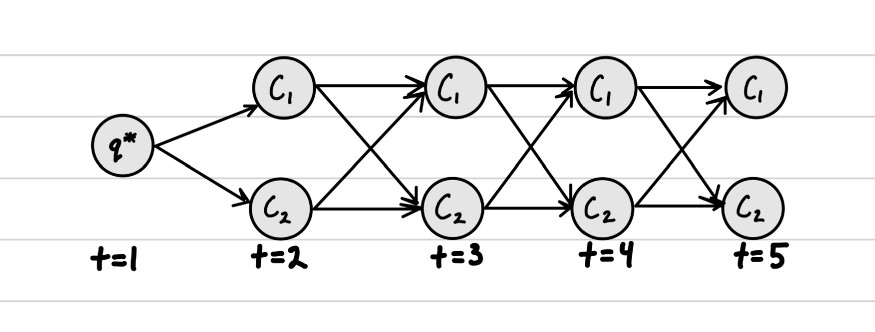 C₁ C₁ C₁ C₁
q*
C₂ C₂ C₂ C₂
t=1 t=2 t=3 t=4 t=5